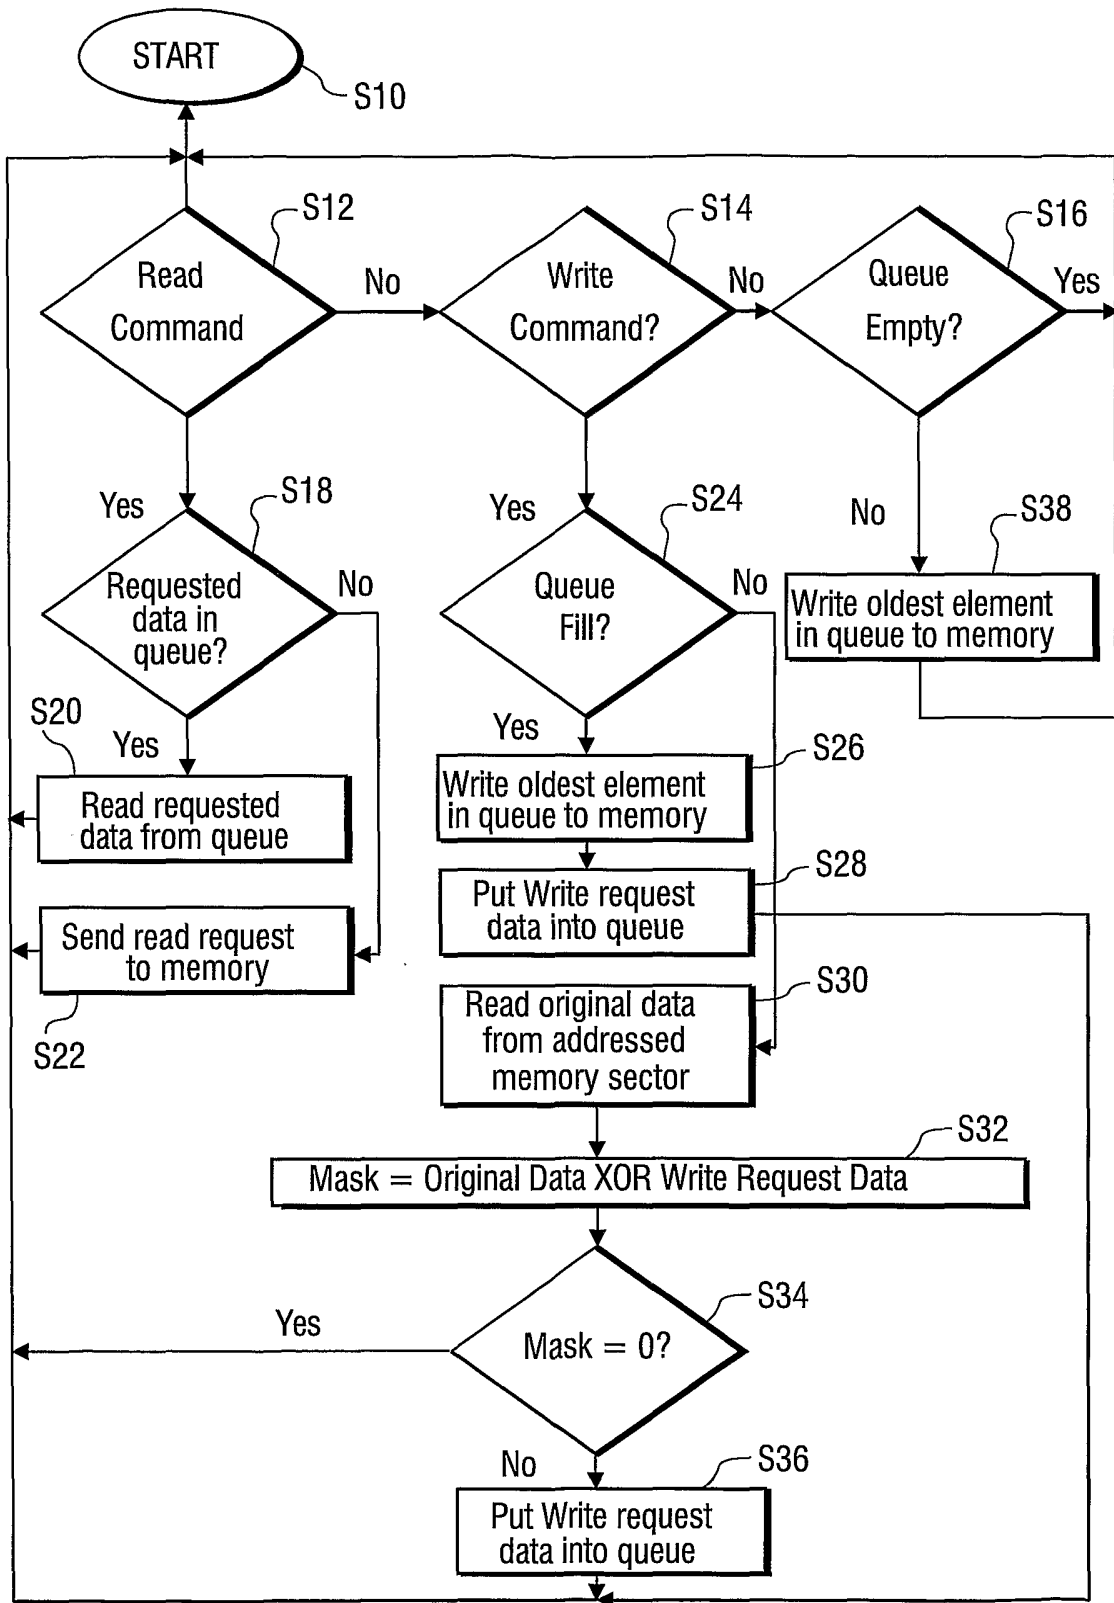 START
S10
S12
Read
Command
No
S14
Write
Command?
No
S16
Queue
Empty?
Yes
Yes
S18
Requested
data in
queue?
No
Yes
S24
Queue
Fill?
No
No
S38
Write oldest element
in queue to memory
S20
Yes
Read requested
data from queue
Yes
S26
Write oldest element
in queue to memory
S28
Put Write request
data into queue
Send read request
to memory
S22
S30
Read original data
from addressed
memory sector
S32
Mask = Original Data XOR Write Request Data
S34
Mask = 0?
Yes
No
S36
Put Write request
data into queue